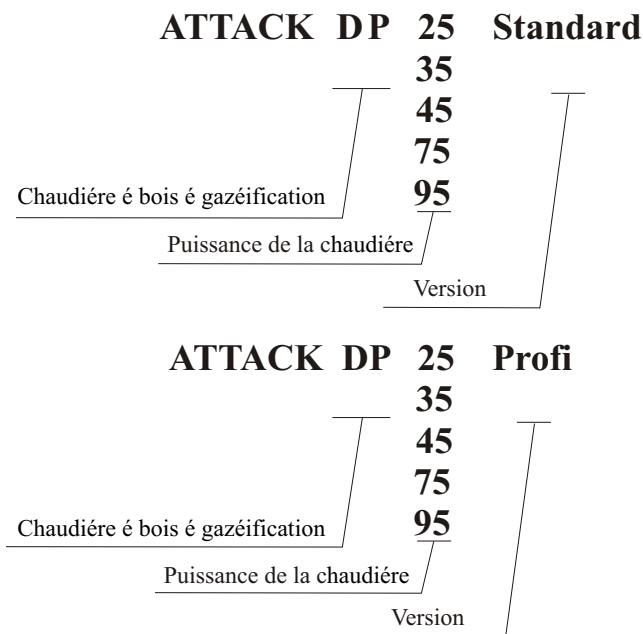 ATTACK DP 25 Standard
35
45
75
95
Chaudiére é bois é gazéification
Puissance de la chaudiére
Version
ATTACK DP 25 Profi
35
45
75
95
Chaudiére é bois é gazéification
Puissance de la chaudiére
Version